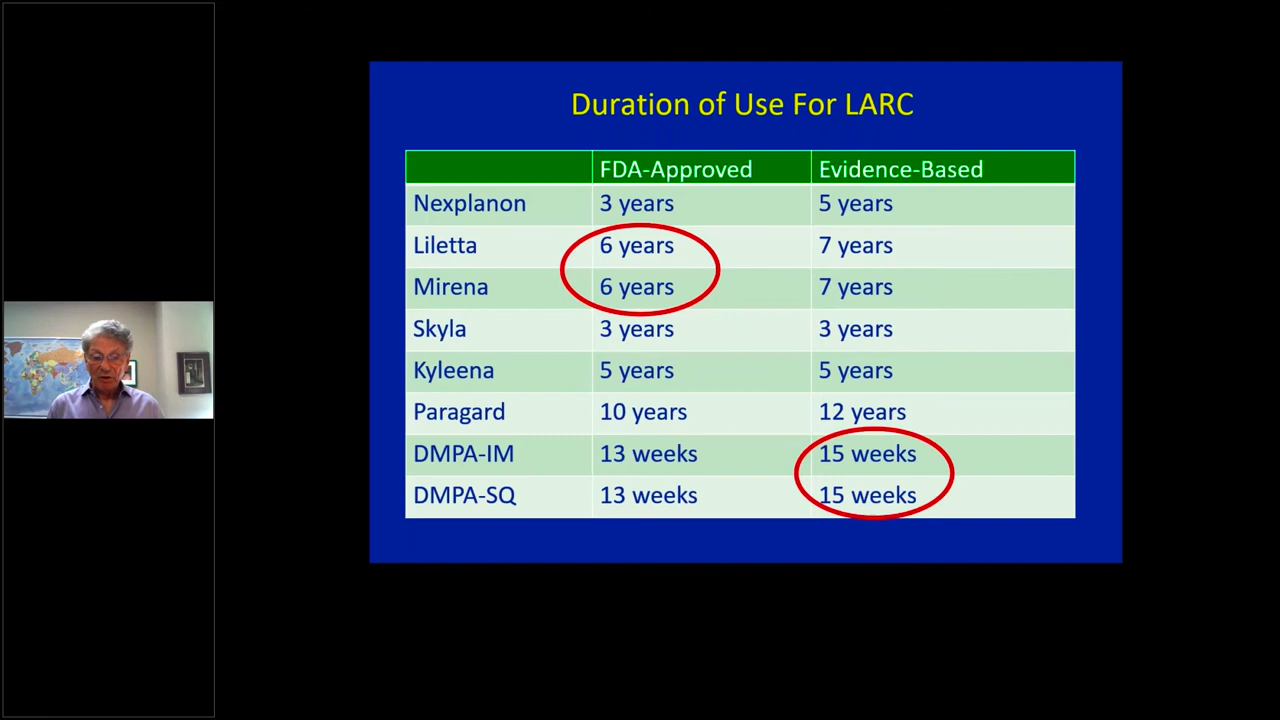 Duration of Use For LARC
FDA-Approved Evidence-Based
Nexplanon 3 years 5 years
Liletta 6 years 7 years
Mirena 6 years 7 years
Skyla 3 years 3 years
Kyleena 5 years 5 years
Paragard 10 years 12 years
DMPA-IM 13 weeks 15 weeks
DMPA-SQ 13 weeks 15 weeks